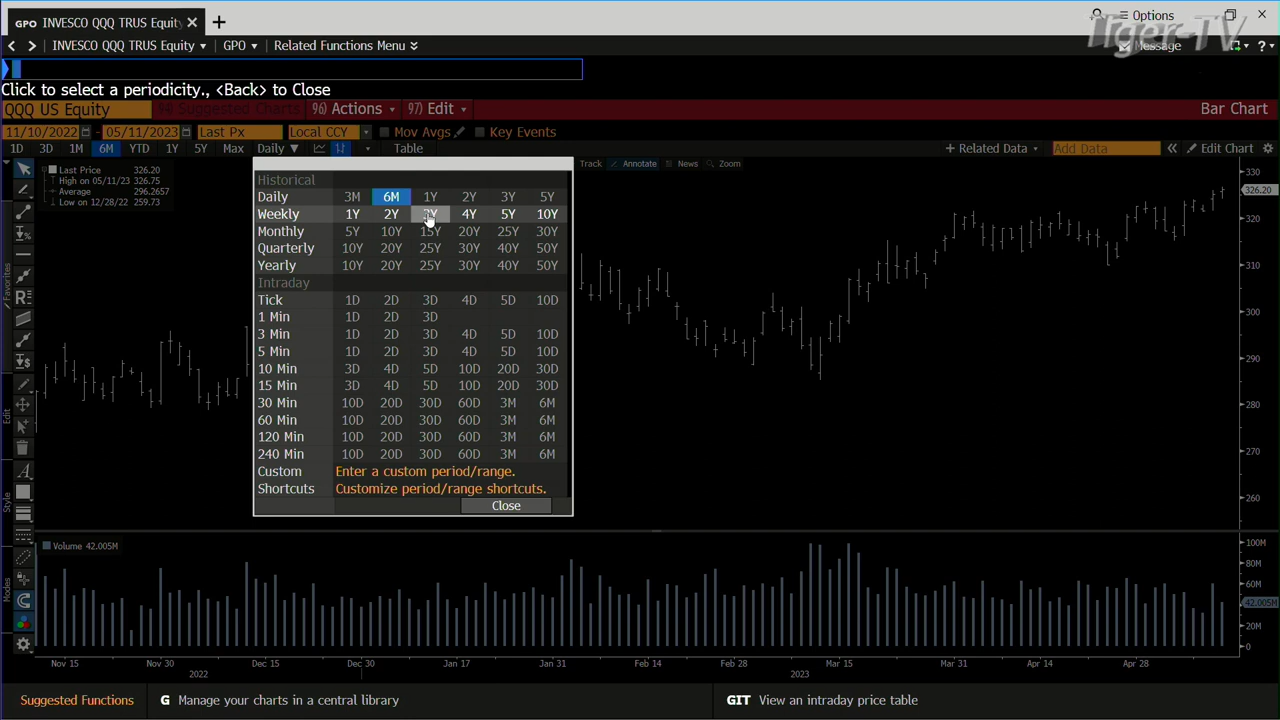 GPO INVESCO QQQ TRUS Equity × +
Options
Tiger-TV
INVESCO QQQ TRUS Equity GPO Related Functions Menu
Message ?
Click to select a periodicity., <Back> to Close
QQQ US Equity 94) Suggested Charts 96) Actions 97) Edit Bar Chart
11/10/2022 - 05/11/2023 Last Px Local CCY Mov Avgs Key Events
1D 3D 1M 6M YTD 1Y 5Y Max Daily ▼ Table + Related Data Add Data « Edit Chart
Track Annotate News Zoom
Last Price 326.20
High on 05/11/23 326.75
Average 296.2657
Low on 12/28/22 259.73
Historical
Daily 3M 6M 1Y 2Y 3Y 5Y
Weekly 1Y 2Y 3Y 4Y 5Y 10Y
Monthly 5Y 10Y 15Y 20Y 25Y 30Y
Quarterly 10Y 20Y 25Y 30Y 40Y 50Y
Yearly 10Y 20Y 25Y 30Y 40Y 50Y
Intraday
Tick 1D 2D 3D 4D 5D 10D
1 Min 1D 2D 3D
3 Min 1D 2D 3D 4D 5D 10D
5 Min 1D 2D 3D 4D 5D 10D
10 Min 3D 4D 5D 10D 20D 30D
15 Min 3D 4D 5D 10D 20D 30D
30 Min 10D 20D 30D 60D 3M 6M
60 Min 10D 20D 30D 60D 3M 6M
120 Min 10D 20D 30D 60D 3M 6M
240 Min 10D 20D 30D 60D 3M 6M
Custom Enter a custom period/range.
Shortcuts Customize period/range shortcuts.
Close
330
326.20
320
310
300
290
280
270
260
Favorites
Edit
Style
Modes
Volume 42.005M
100M
80M
60M
42.005M
20M
0
Nov 15 Nov 30 Dec 15 Dec 30 Jan 17 Jan 31 Feb 14 Feb 28 Mar 15 Mar 31 Apr 14 Apr 28
2022 2023
Suggested Functions G Manage your charts in a central library GIT View an intraday price table